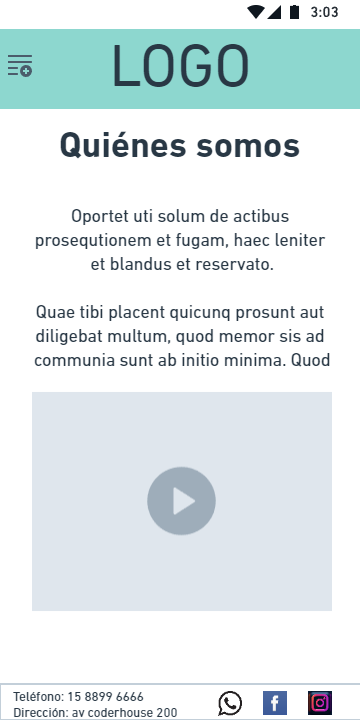 3:03
LOGO
Quiénes somos
Oportet uti solum de actibus
prosequtionem et fugam, haec leniter
et blandus et reservato.
Quae tibi placent quicunq prosunt aut
diligebat multum, quod memor sis ad
communia sunt ab initio minima. Quod
Teléfono: 15 8899 6666
Dirección: av coderhouse 200